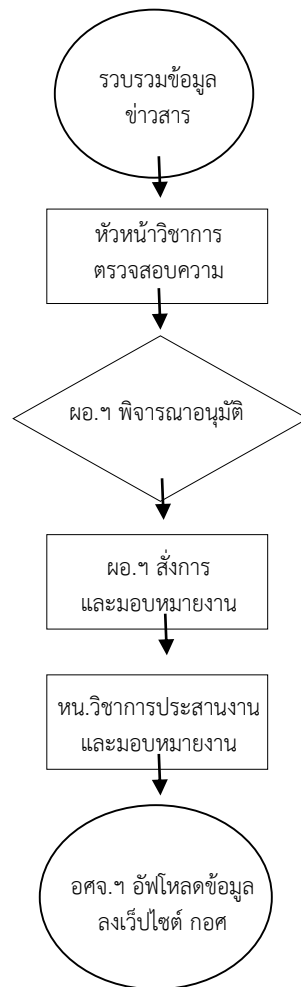 รวบรวมข้อมูล
ข่าวสาร
หัวหน้าวิชาการ
ตรวจสอบความ
ผอ.ฯ พิจารณาอนุมัติ
ผอ.ฯ สั่งการ
และมอบหมายงาน
หน.วิชาการประสานงาน
และมอบหมายงาน
อศจ.ฯ อัฟโหลดข้อมูล
ลงเว็ปไซต์ กอศ